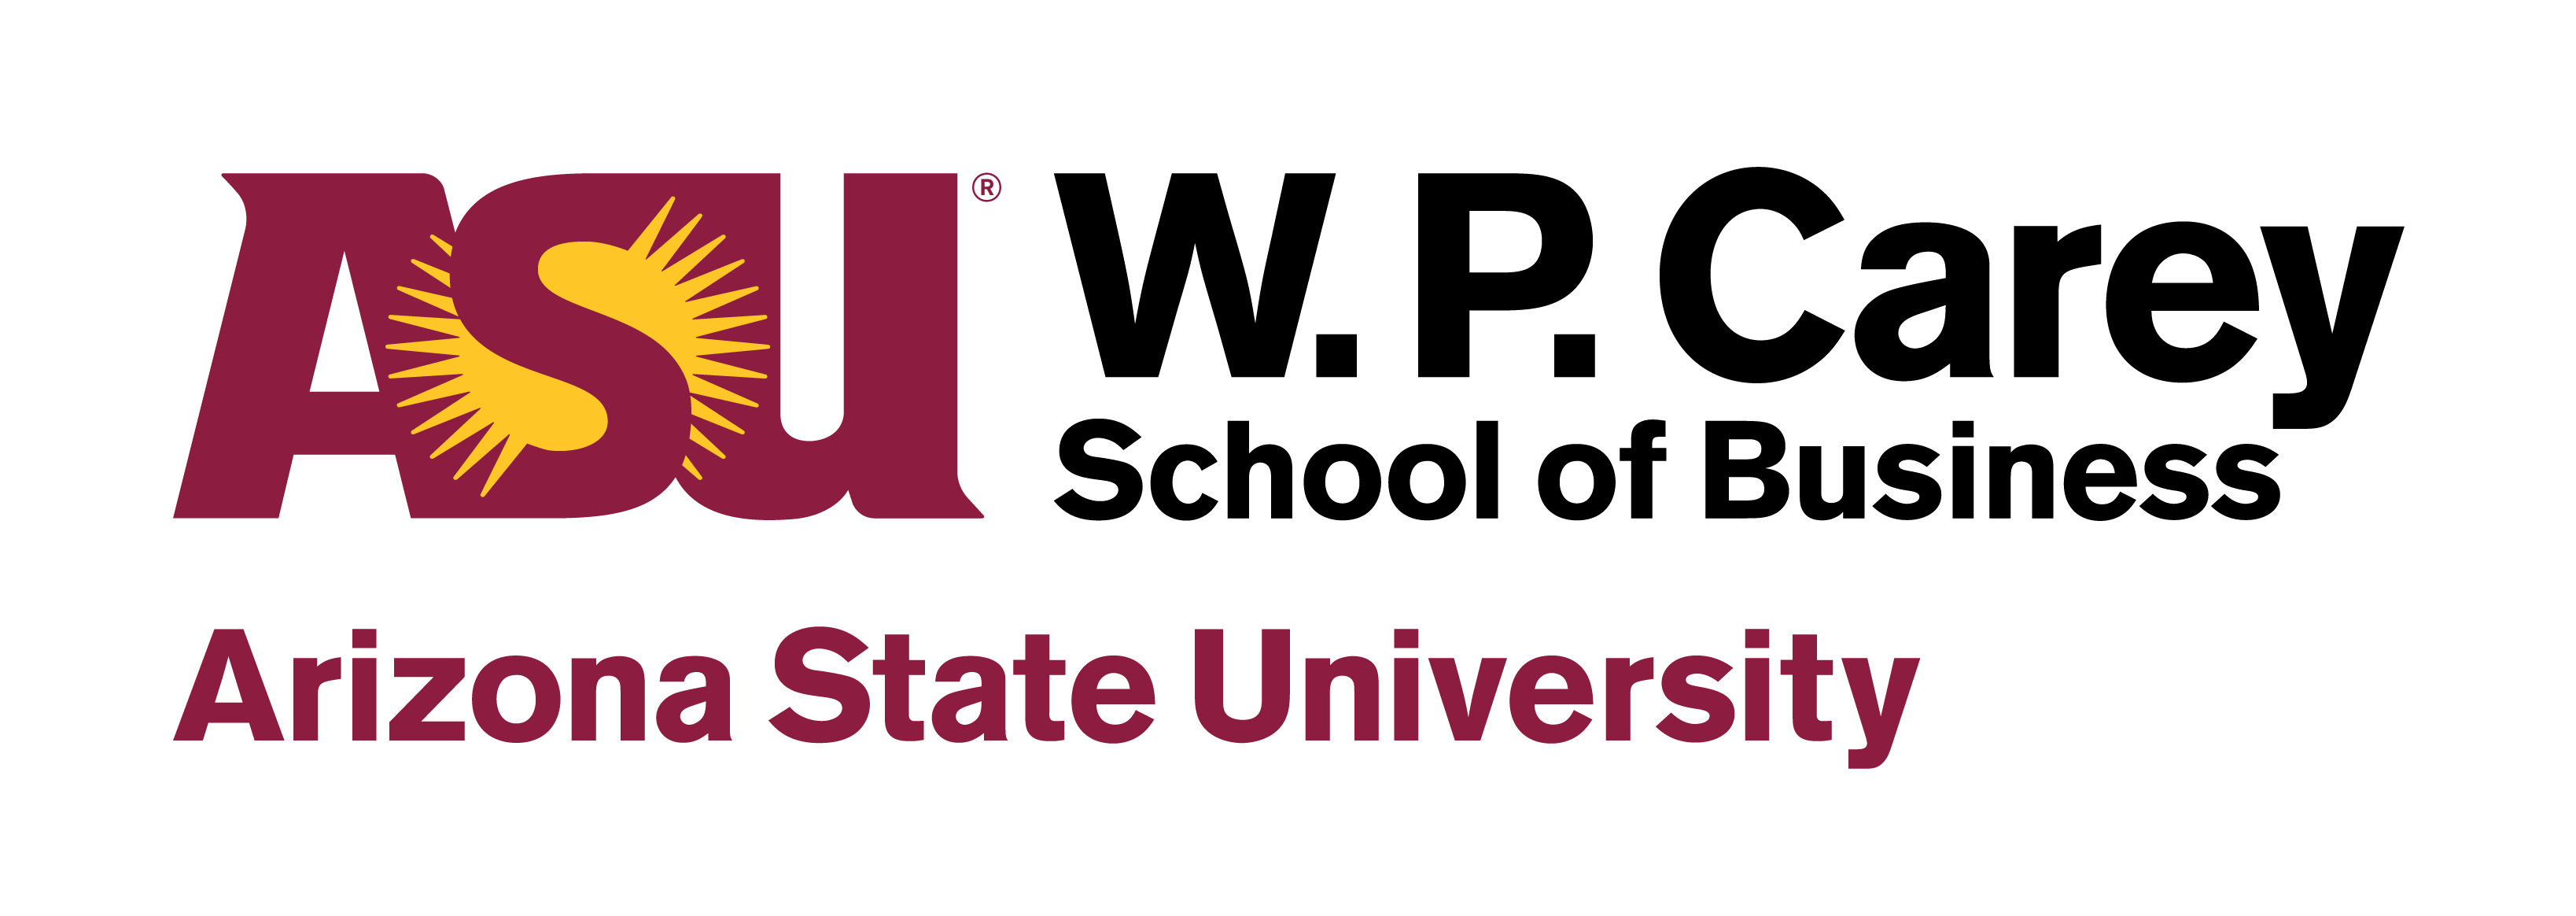 ASU® W. P. Carey
School of Business
Arizona State University